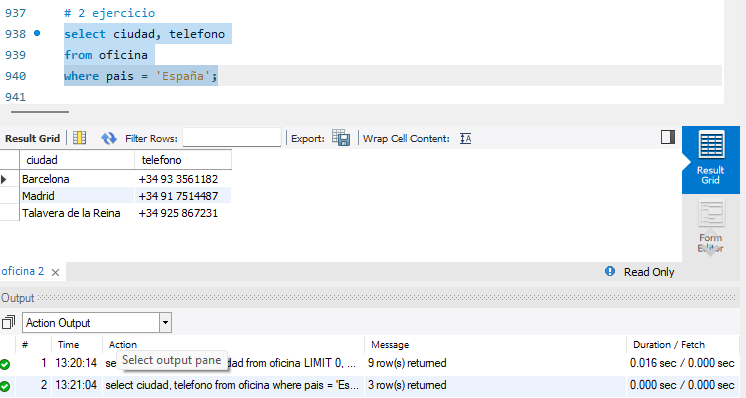 937 # 2 ejercicio
938 select ciudad, telefono
939 from oficina
940 where pais = 'España';
941
Result Grid Filter Rows: Export: Wrap Cell Content:
ciudad telefono
Barcelona +34 93 3561182
Madrid +34 91 7514487
Talavera de la Reina +34 925 867231
Result
Grid
Form
Editor
oficina 2 Read Only
Output
Action Output
# Time Action Message Duration / Fetch
1 13:20:14 dad from oficina LIMIT 0, ... 9 row(s) returned 0.016 sec / 0.000 sec
Select output pane
2 13:21:04 select ciudad, telefono from oficina where pais = 'Es... 3 row(s) returned 0.000 sec / 0.000 sec